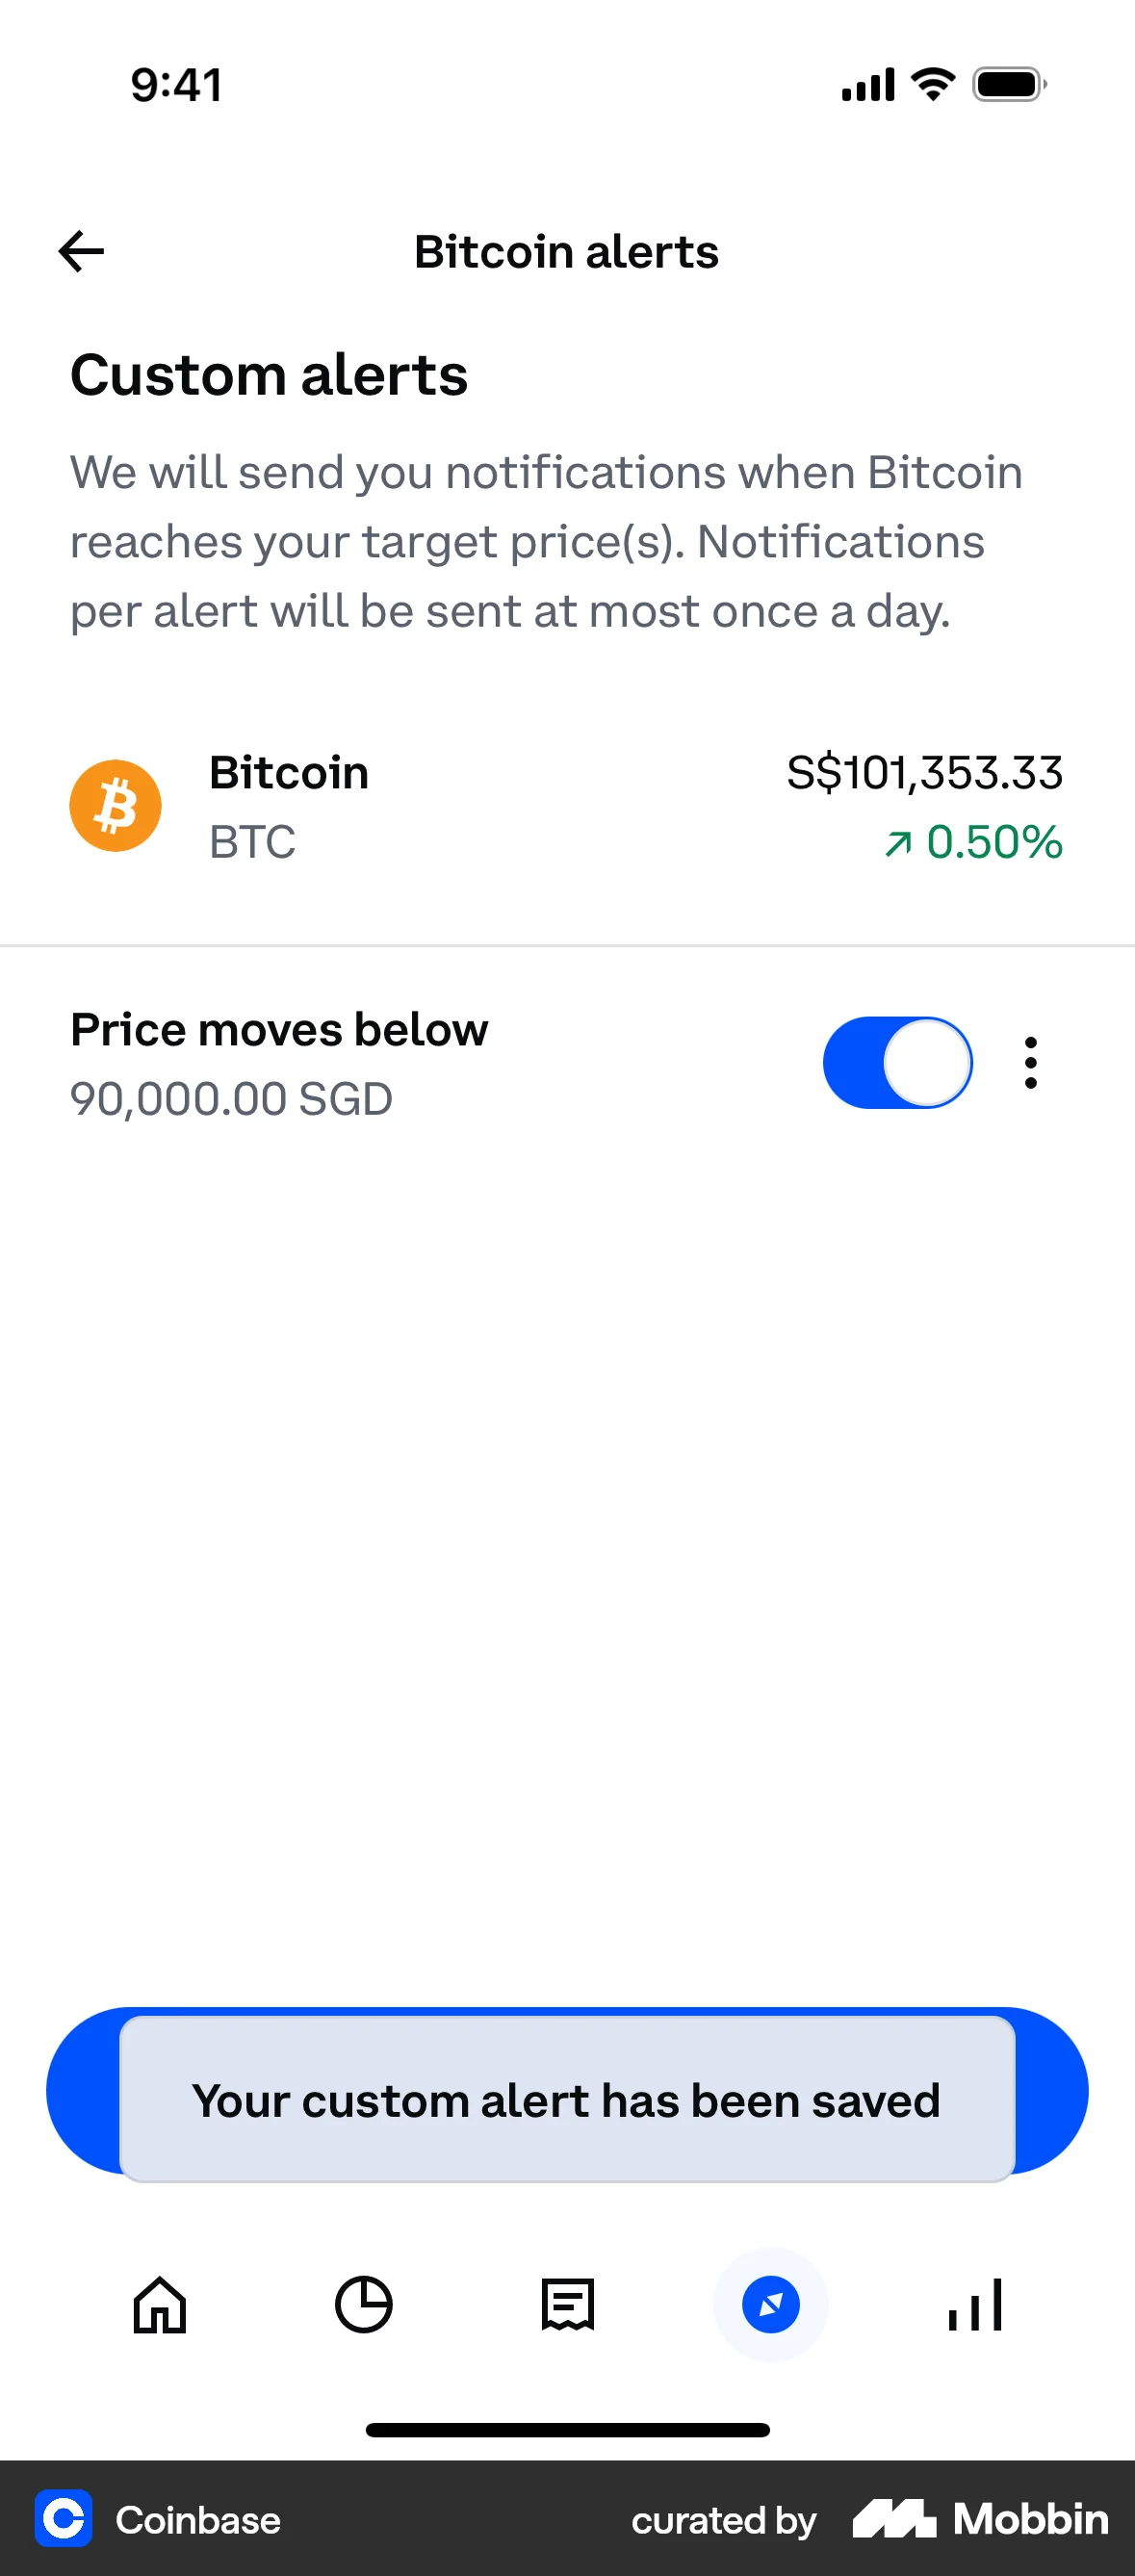 9:41
Bitcoin alerts
Custom alerts
We will send you notifications when Bitcoin
reaches your target price(s). Notifications
per alert will be sent at most once a day.
Bitcoin
S$101,353.33
BTC
↗ 0.50%
Price moves below
90,000.00 SGD
Your custom alert has been saved
Coinbase
curated by Mobbin